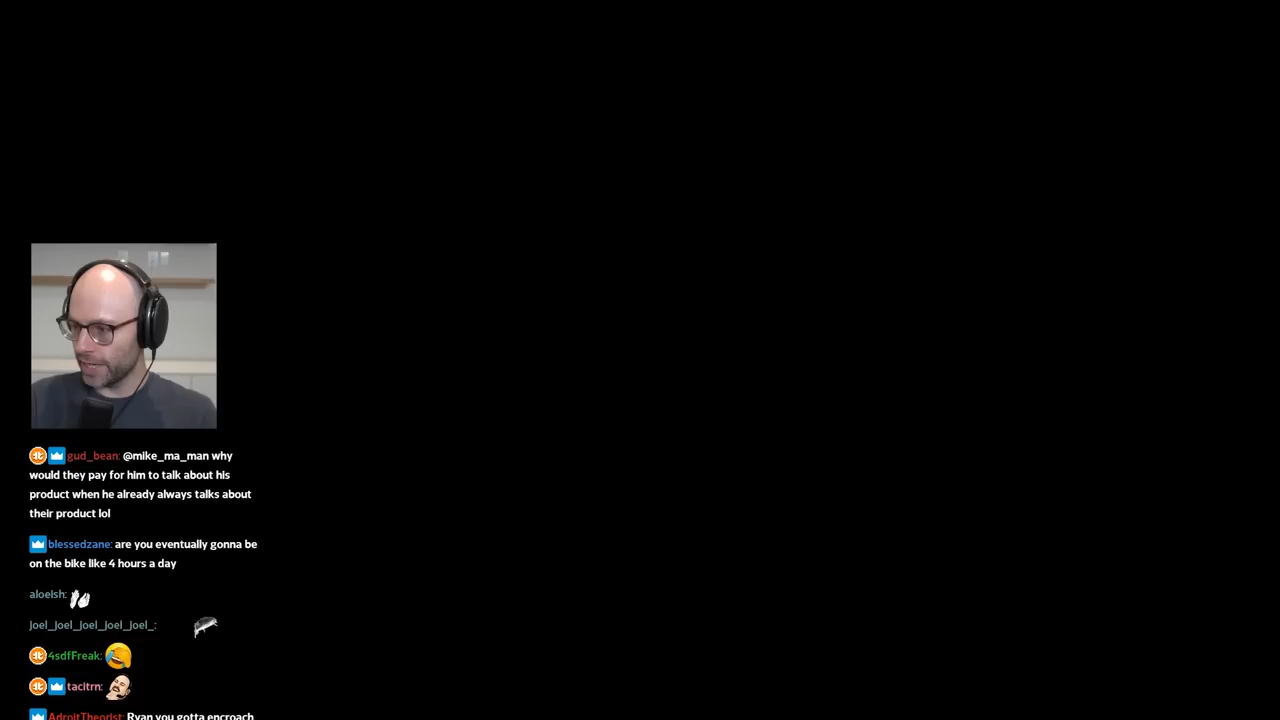 gud_bean: @mike_ma_man why
would they pay for him to talk about his
product when he already always talks about
their product lol
blessedzane: are you eventually gonna be
on the bike like 4 hours a day
aloeish:
Joel_Joel_Joel_Joel_Joel_:
4sdfFreak:
tacitrn:
AdroitTheorist: Ryan you gotta encroach